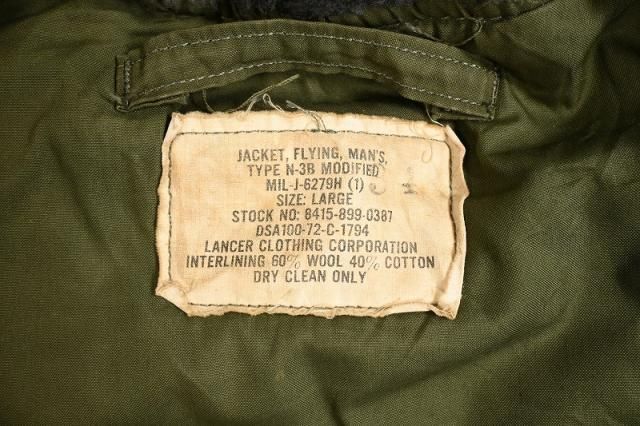 JACKET, FLYING, MAN'S,
TYPE N-3B MODIFIED
MIL-J-6279H (1)
SIZE: LARGE
STOCK NO: 8415-899-0387
DSA100-72-C-1794
LANCER CLOTHING CORPORATION
INTERLINING 60% WOOL 40% COTTON
DRY CLEAN ONLY